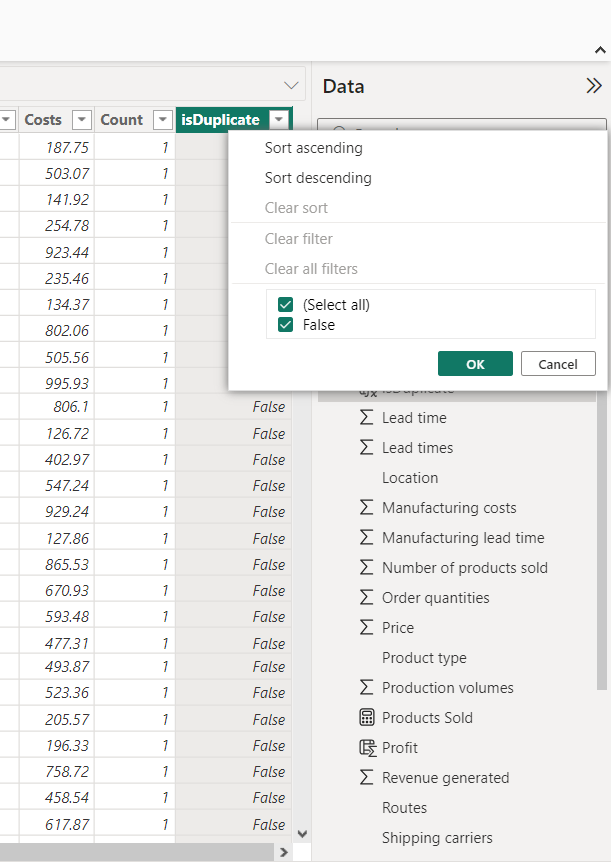 Data
Costs Count isDuplicate
187.75 1
503.07 1
141.92 1
254.78 1
923.44 1
235.46 1
134.37 1
802.06 1
505.56 1
995.93 1
806.1 1 False
126.72 1 False
402.97 1 False
547.24 1 False
929.24 1 False
127.86 1 False
865.53 1 False
670.93 1 False
593.48 1 False
477.31 1 False
493.87 1 False
523.36 1 False
205.57 1 False
196.33 1 False
758.72 1 False
458.54 1 False
617.87 1 False
Sort ascending
Sort descending
Clear sort
Clear filter
Clear all filters
(Select all)
False
OK Cancel
isDuplicate
Lead time
Lead times
Location
Manufacturing costs
Manufacturing lead time
Number of products sold
Order quantities
Price
Product type
Production volumes
Products Sold
Profit
Revenue generated
Routes
Shipping carriers